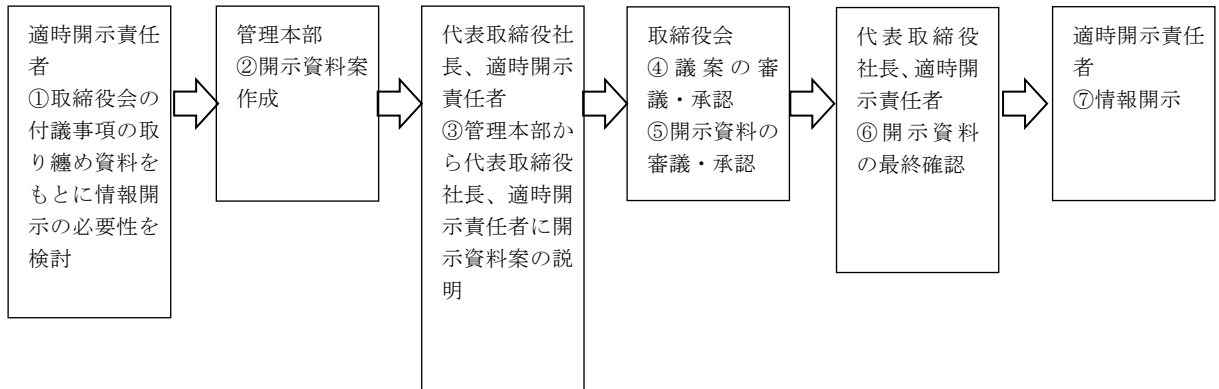 適時開示責任
者
①取締役会の
付議事項の取
り纏め資料を
もとに情報開
示の必要性を
検討
管理本部
②開示資料案
作成
代表取締役社
長、適時開示
責任者
③管理本部か
ら代表取締役
社長、適時開
示責任者に開
示資料案の説
明
取締役会
④議案の審
議・承認
⑤開示資料の
審議・承認
代表取締役
社長、適時開
示責任者
⑥開示資料
の最終確認
適時開示責任
者
⑦情報開示